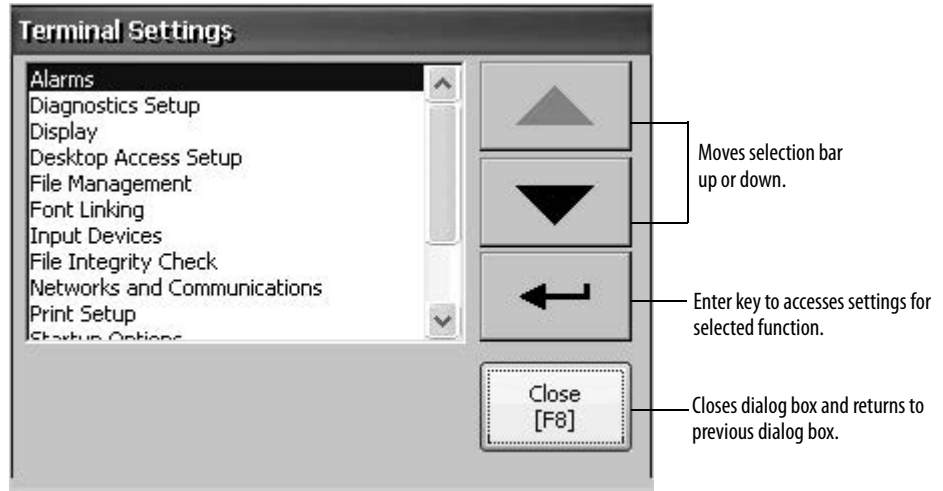 Terminal Settings
Alarms
Diagnostics Setup
Display
Desktop Access Setup
File Management
Font Linking
Input Devices
File Integrity Check
Networks and Communications
Print Setup
Startup Options
Close
[F8]
Moves selection bar
up or down.
Enter key to accesses settings for
selected function.
Closes dialog box and returns to
previous dialog box.